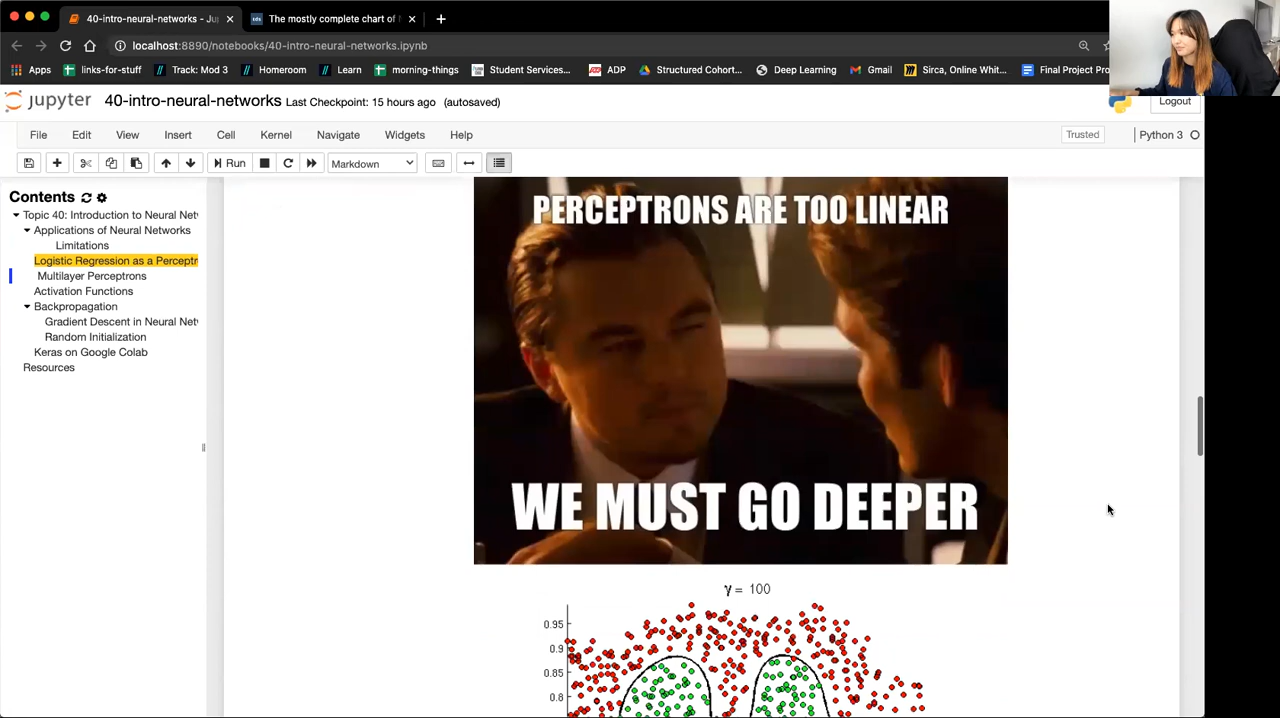 40-intro-neural-networks - Ju
The mostly complete chart of
localhost:8890/notebooks/40-intro-neural-networks.ipynb
Apps
links-for-stuff
Track: Mod 3
Homeroom
Learn
morning-things
Student Services...
ADP
Structured Cohort...
Deep Learning
Gmail
Sirca, Online Whit...
Final Project Pro
jupyter
40-intro-neural-networks Last Checkpoint: 15 hours ago (autosaved)
Logout
File
Edit
View
Insert
Cell
Kernel
Navigate
Widgets
Help
Trusted
Python 3
Run
Markdown
Contents
Topic 40: Introduction to Neural Net
Applications of Neural Networks
Limitations
Logistic Regression as a Perceptr
Multilayer Perceptrons
Activation Functions
Backpropagation
Gradient Descent in Neural Net
Random Initialization
Keras on Google Colab
Resources
PERCEPTRONS ARE TOO LINEAR
WE MUST GO DEEPER
γ = 100
0.95
0.9
0.85
0.8